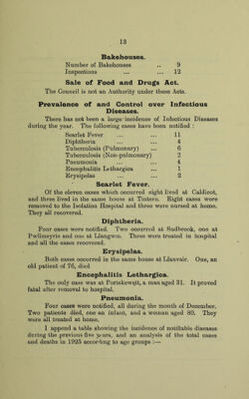 13
Bakehouses.
Number of Bakehouses .. 9
Inspections ... ... 12
Sale of Food and Drugs Act.
The Council is not an Authority under these Acts.
Prevalence of and Control over Infectious
Diseases.
There has not been a large incidence of Infectious Diseases
during the year. The following cases have been notified :
Scarlet Fever ... ... 11
Diphtheria ... ... 4
Tuberculosis (Pulmonary) ... 6
Tuberculosis (Non-pulmonary) 2
Pneumonia ... ... 4
Encephalitis Lethargica ... 1
Erysipelas ... ... 2
Scarlet Fever.
Of the eleven cases which occurred eight lived at Caldicot,
and three lived in the same house at Tintern. Eight cases were
removed to the Isolation Hospital and three were nursed at home.
They all recovered.
Diphtheria.
Four cases were notified. Two occurred at Sudbrook, one at
Pwllmeyric and one at Llangwm. Three were treated in hospital
and all the cases recovered.
Erysipelas.
Both cases occurred in the same house at Llanvair. One, an
old patient of 76, died
Encephalitis Lethargica.
The only case was at Portskewett, a man aged 31. It proved
fatal after removal to hospital.
Pneumonia.
Four cases were notified, all during the month of December.
Two patients died, one an infant, and a woman aged 80. They
were all treated at home.
I append a table showing the incidence of notifiable diseases
during the previous five years, and an analysis of the total cases
and deaths in 1925 according to age groups :—